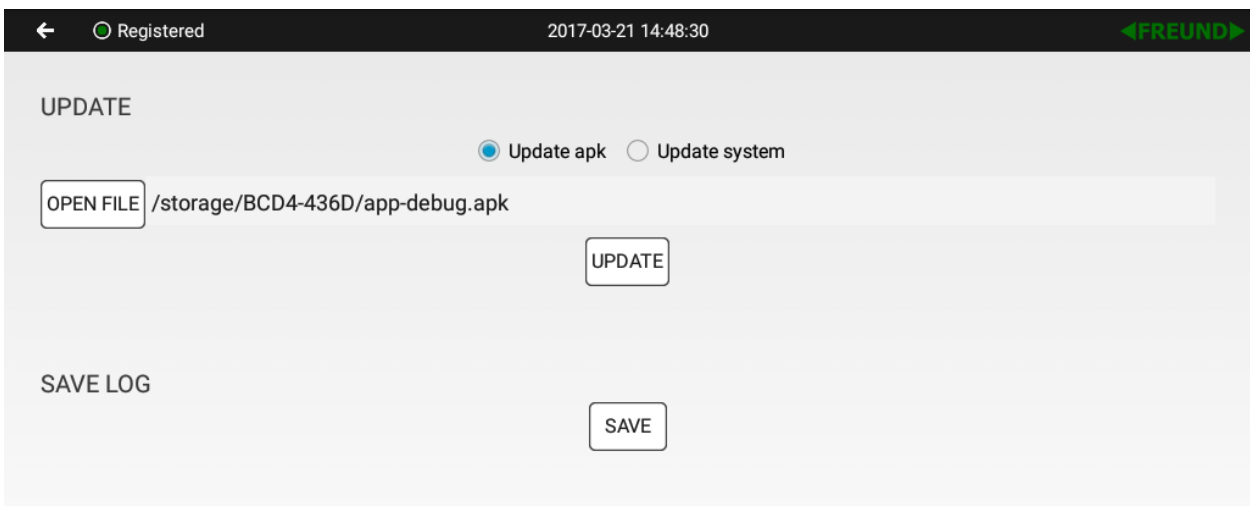 Registered 2017-03-21 14:48:30 FREUND
UPDATE
Update apk Update system
OPEN FILE /storage/BCD4-436D/app-debug.apk
UPDATE
SAVE LOG
SAVE